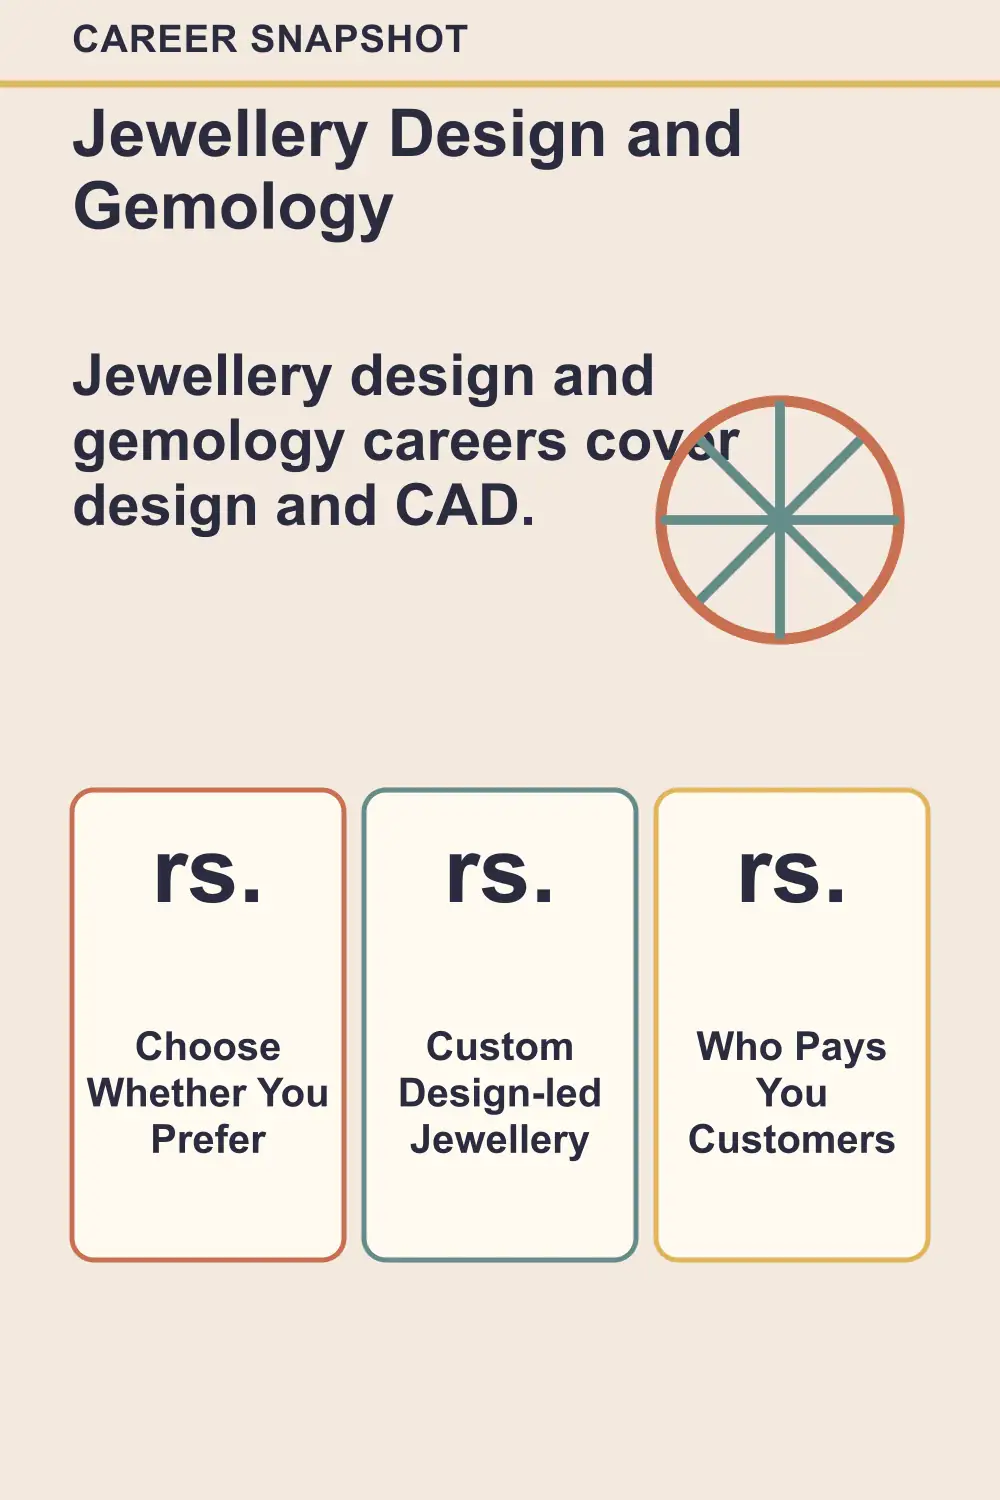 CAREER SNAPSHOT
Jewellery Design and
Gemology
Jewellery design and
gemology careers cover
design and CAD.
rs.
Choose
Whether You
Prefer
rs.
Custom
Design-led
Jewellery
rs.
Who Pays
You
Customers